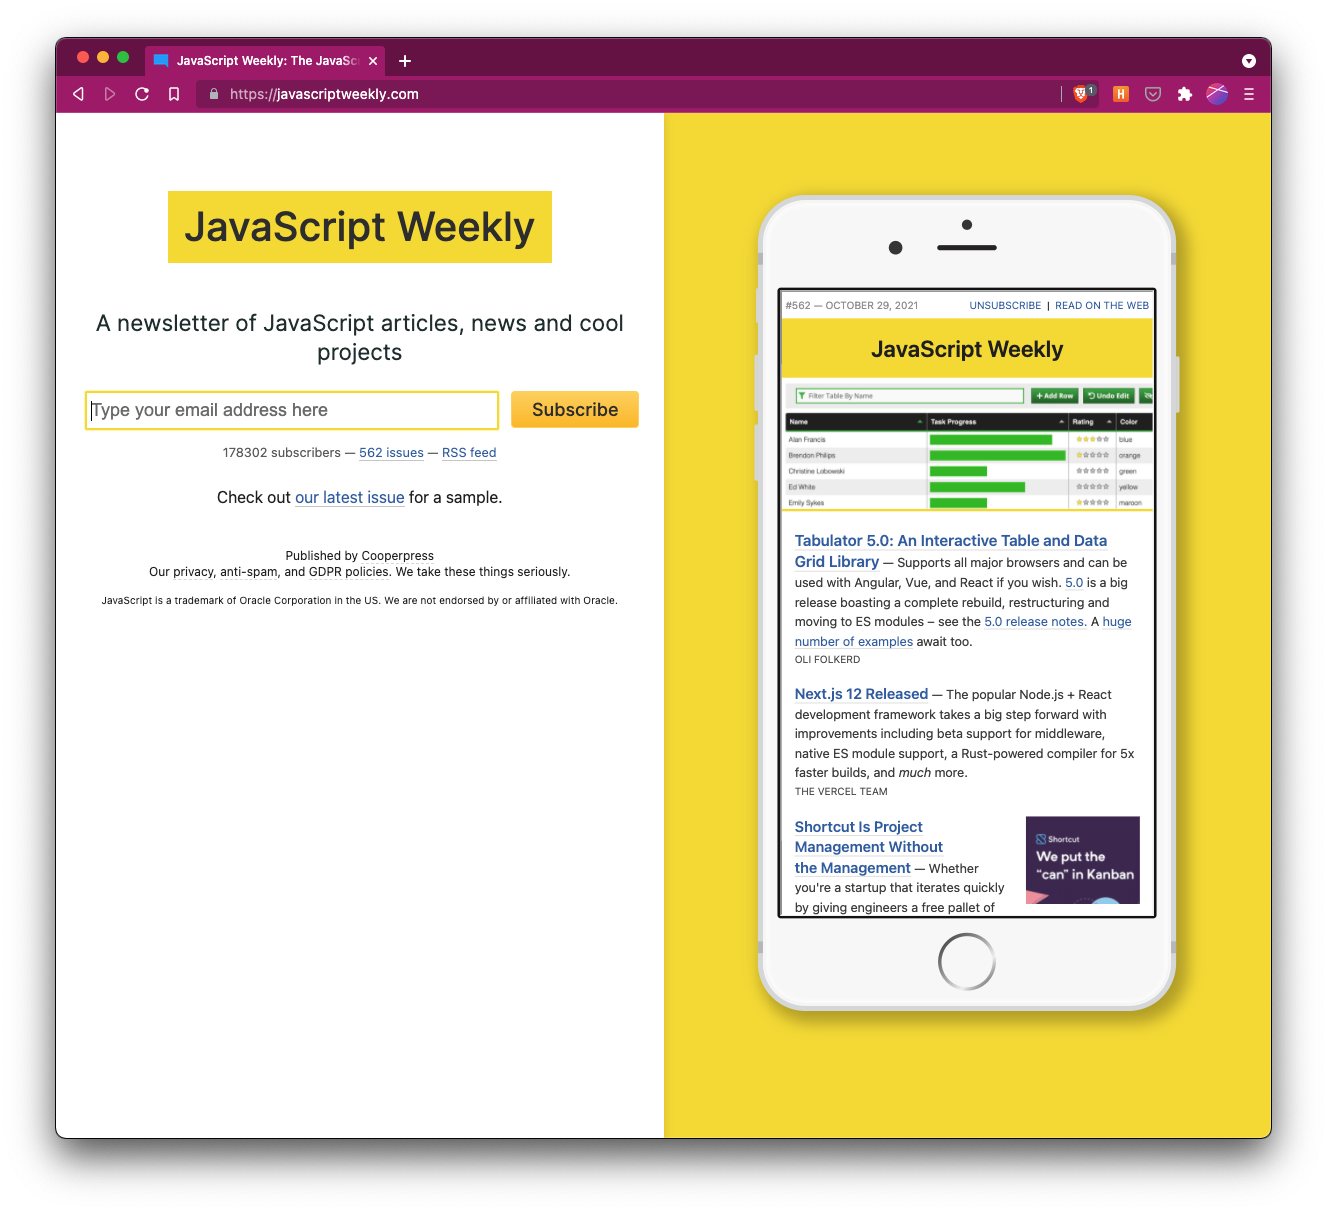 JavaScript Weekly: The JavaSc
https://javascriptweekly.com
1
H
JavaScript Weekly
A newsletter of JavaScript articles, news and cool
projects
Type your email address here
Subscribe
178302 subscribers — 562 issues — RSS feed
Check out our latest issue for a sample.
Published by Cooperpress
Our privacy, anti-spam, and GDPR policies. We take these things seriously.
JavaScript is a trademark of Oracle Corporation in the US. We are not endorsed by or affiliated with Oracle.
#562 — OCTOBER 29, 2021
UNSUBSCRIBE | READ ON THE WEB
JavaScript Weekly
Filter Table By Name
+ Add Row
Undo Edit
Name Task Progress Rating Color
Alan Francis blue
Brendon Philips orange
Christine Lobowski green
Ed White yellow
Emily Sykes maroon
Tabulator 5.0: An Interactive Table and Data
Grid Library — Supports all major browsers and can be
used with Angular, Vue, and React if you wish. 5.0 is a big
release boasting a complete rebuild, restructuring and
moving to ES modules – see the 5.0 release notes. A huge
number of examples await too.
OLI FOLKERD
Next.js 12 Released — The popular Node.js + React
development framework takes a big step forward with
improvements including beta support for middleware,
native ES module support, a Rust-powered compiler for 5x
faster builds, and much more.
THE VERCEL TEAM
Shortcut Is Project
Management Without
the Management — Whether
you're a startup that iterates quickly
by giving engineers a free pallet of
Shortcut
We put the
“can” in Kanban